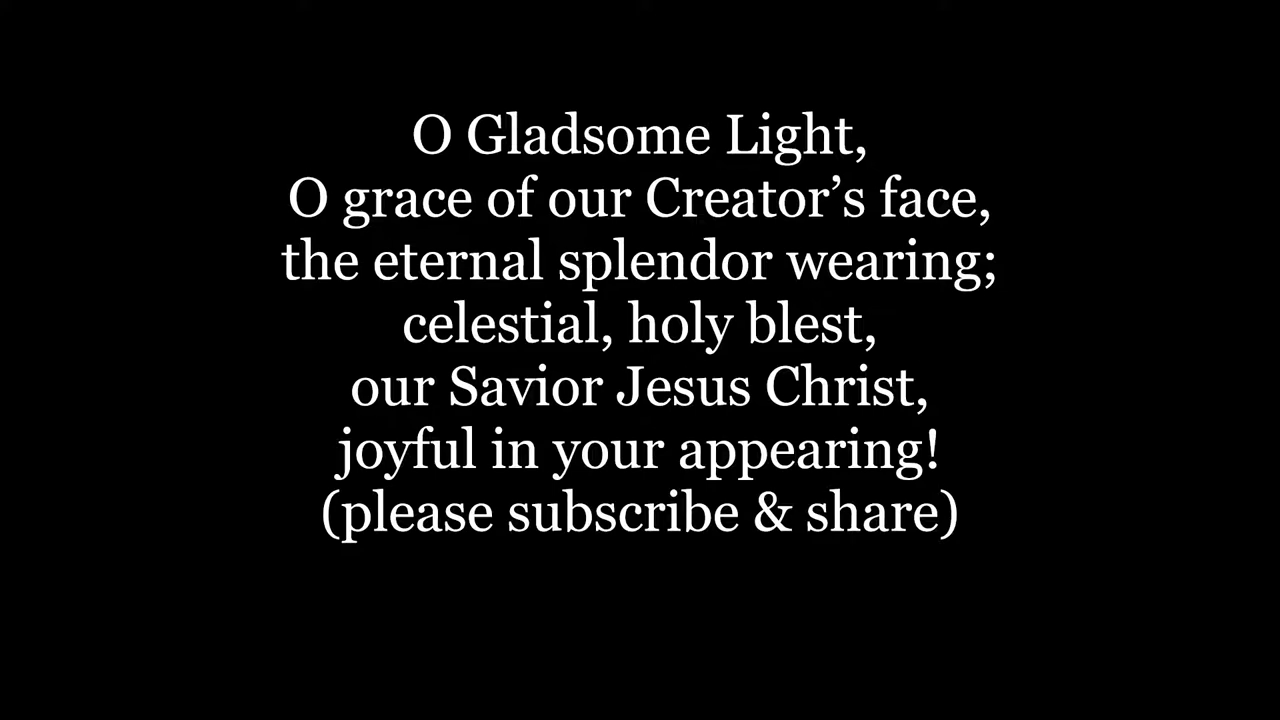 O Gladsome Light,
O grace of our Creator’s face,
the eternal splendor wearing;
celestial, holy blest,
our Savior Jesus Christ,
joyful in your appearing!
(please subscribe & share)